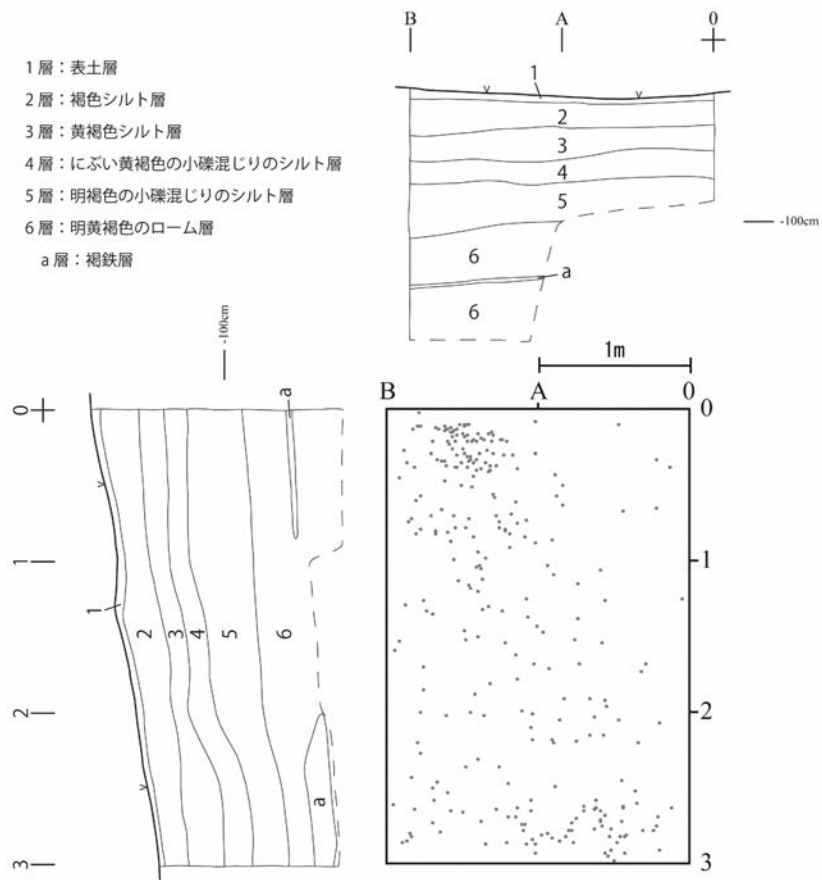 1層：表土層
2層：褐色シルト層
3層：黄褐色シルト層
4層：にぶい黄褐色の小礫混じりのシルト層
5層：明褐色の小礫混じりのシルト層
6層：明黄褐色のローム層
a層：褐鉄層
B A 0
1
2
3
4
5
6
a
6
-100cm
1m
B A 0
0
1
2
3
-100cm
0
1
2
3
a
1
2
3
4
5
6
a